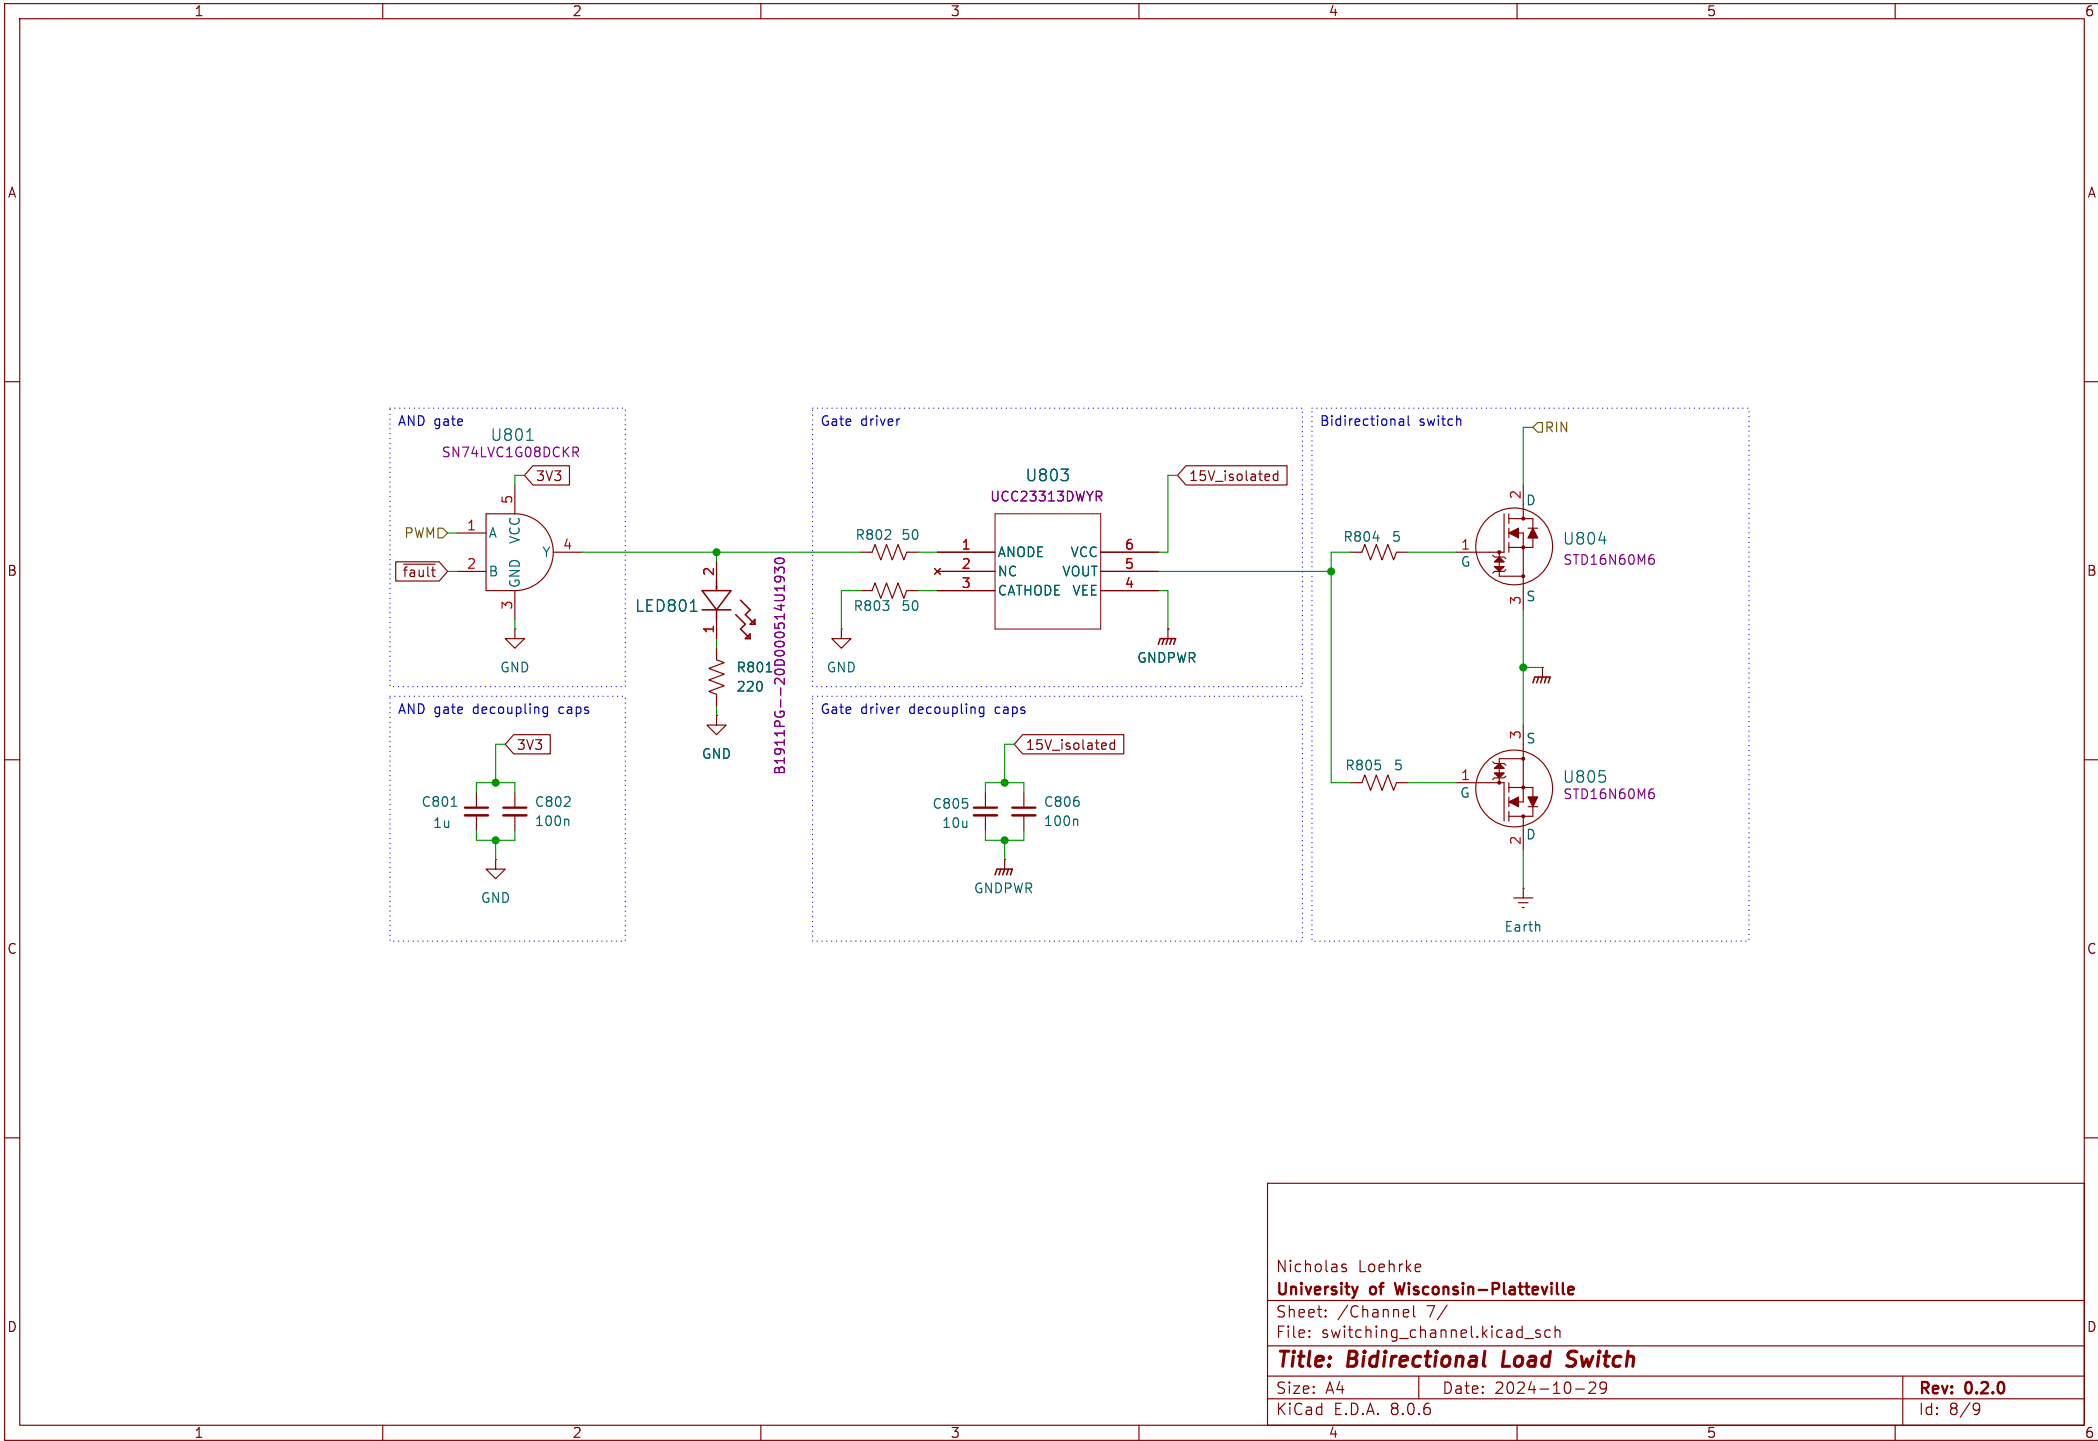 1 2 3 4 5 6
A A
B B
C C
D D
AND gate
U801
SN74LVC1G08DCKR
3V3
5
VCC
PWM
1
A
fault
2
B
Y
4
GND
3
GND
2
LED801
1
B1911PG--20D000514U1930
R801
220
GND
AND gate decoupling caps
3V3
C801
1u
C802
100n
GND
Gate driver
U803
UCC23313DWYR
15V_isolated
R802 50
1 ANODE VCC 6
2 NC VOUT 5
3 CATHODE VEE 4
R803 50
GND
GNDPWR
Gate driver decoupling caps
15V_isolated
C805
10u
C806
100n
GNDPWR
Bidirectional switch
RIN
2
D
R804 5
1
G
U804
STD16N60M6
3
S
3
S
R805 5
1
G
U805
STD16N60M6
2
D
Earth
Nicholas Loehrke
University of Wisconsin-Platteville
Sheet: /Channel 7/
File: switching_channel.kicad_sch
Title: Bidirectional Load Switch
Size: A4 Date: 2024-10-29 Rev: 0.2.0
KiCad E.D.A. 8.0.6 Id: 8/9
1 2 3 4 5 6